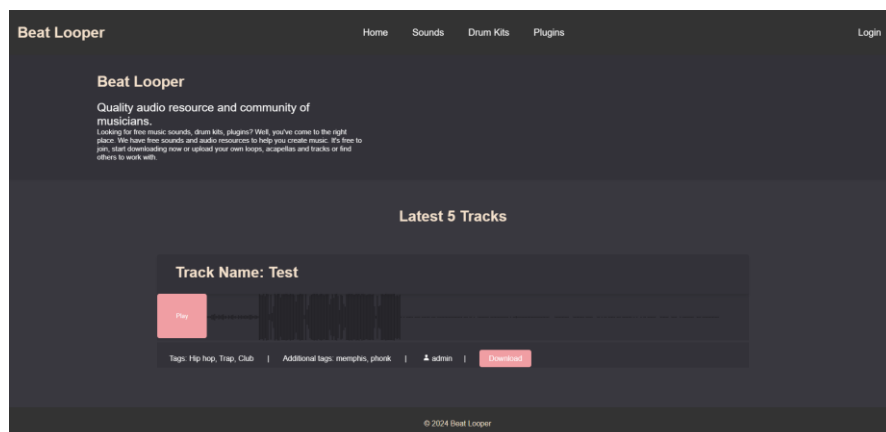 Beat Looper
Home Sounds Drum Kits Plugins
Login
Beat Looper
Quality audio resource and community of
musicians.
Looking for free music sounds, drum kits, plugins? Well, you've come to the right
place. We have free sounds and audio resources to help you create music. It's free to
join, start downloading now or upload your own loops, acapellas and tracks or find
others to work with.
Latest 5 Tracks
Track Name: Test
Play
Tags: Hip hop, Trap, Club | Additional tags: memphis, phonk | admin | Download
© 2024 Beat Looper